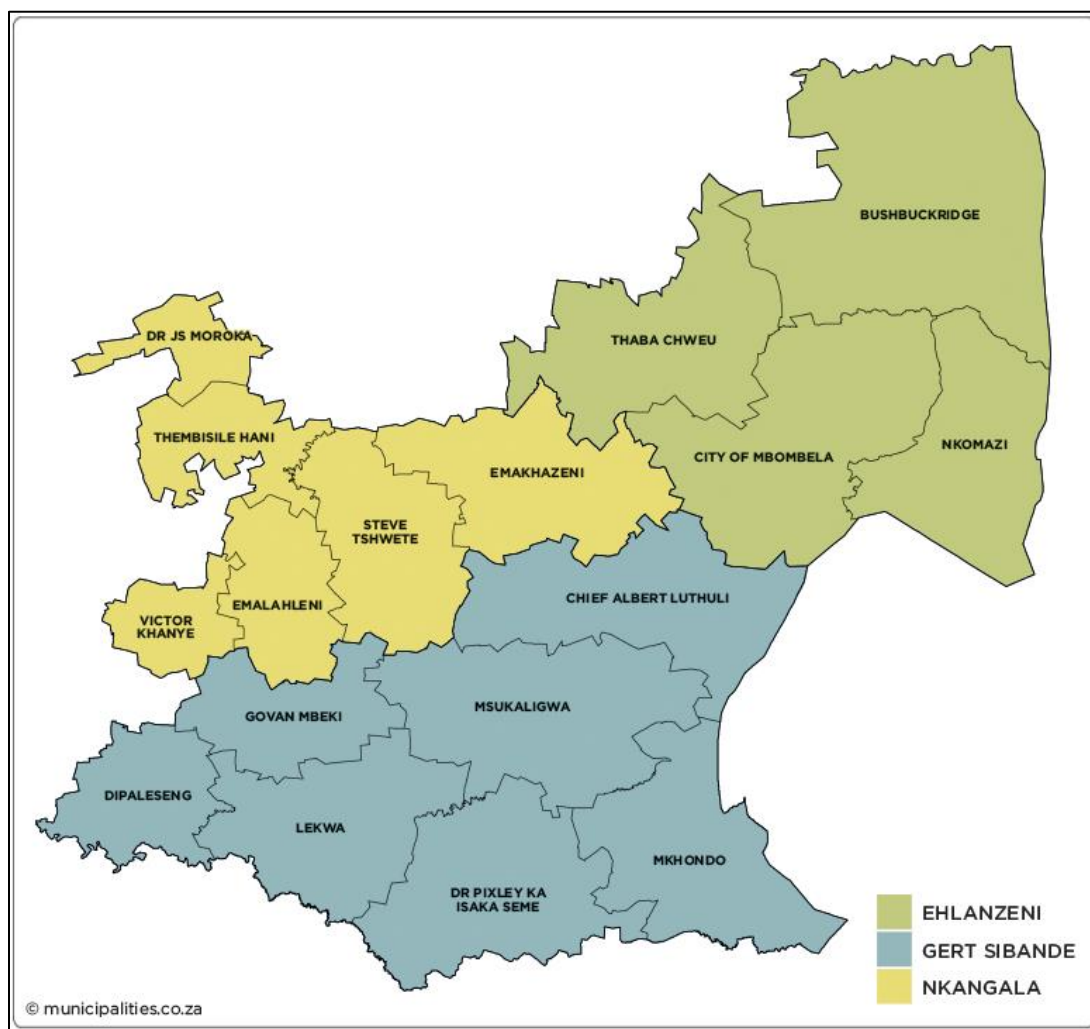 BUSHBUCKRIDGE
DR JS MOROKA
THABA CHWEU
THEMBISILE HANI
NKOMAZI
CITY OF MBOMBELA
EMAKHAZENI
STEVE
TSHWETE
CHIEF ALBERT LUTHULI
EMALAHLENI
VICTOR
KHANYE
MSUKALIGWA
GOVAN MBEKI
DIPALESENG
LEKWA
MKHONDO
DR PIXLEY KA
ISAKA SEME
EHLANZENI
GERT SIBANDE
NKANGALA
© municipalities.co.za